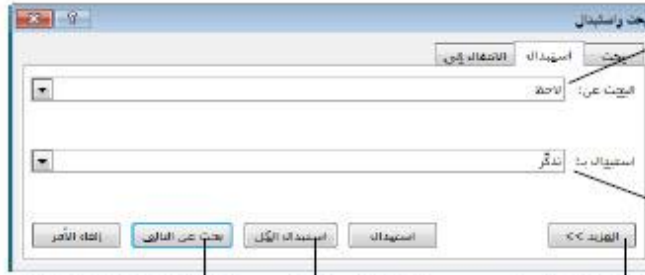 بحث واستبدال
بحث استبدال الانتقال إلى
البحث عن: لاحظ
استبدال بـ: تذكّر
المزيد >> استبدال استبدال الكل بحث عن التالي إلغاء الأمر